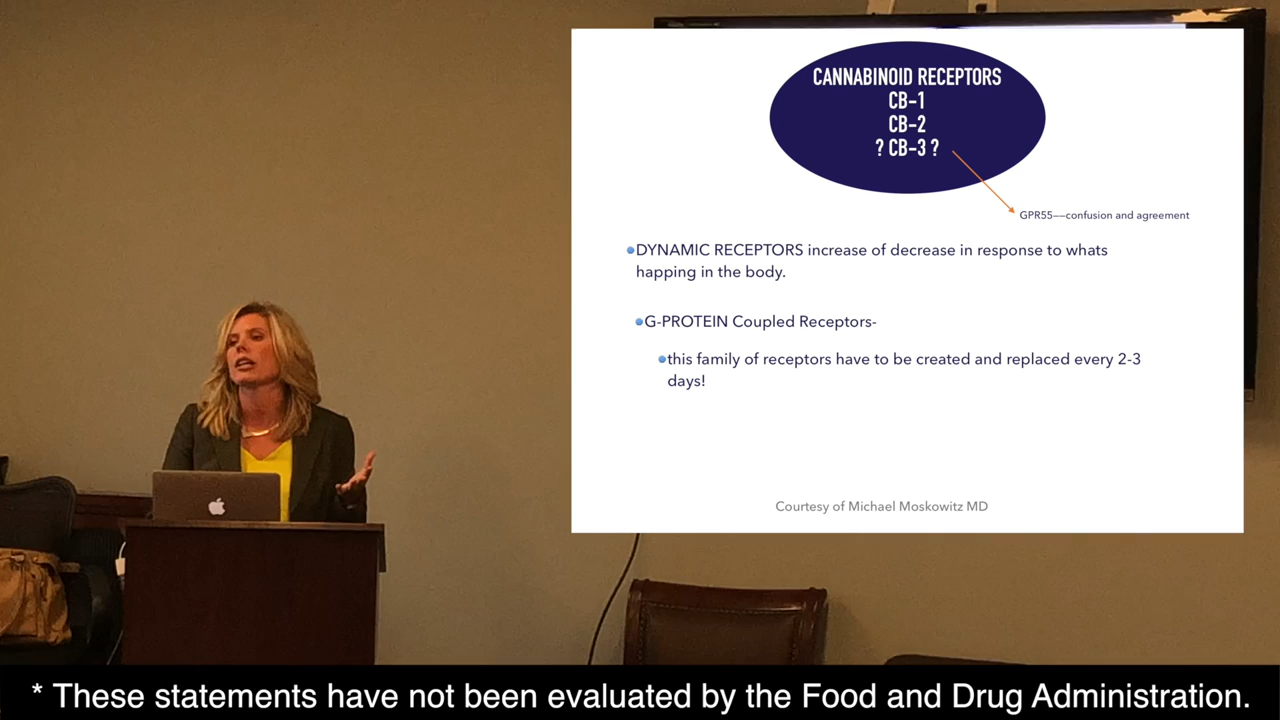 CANNABINOID RECEPTORS
CB-1
CB-2
? CB-3 ?
GPR55––confusion and agreement
DYNAMIC RECEPTORS increase of decrease in response to whats
happing in the body.
G-PROTEIN Coupled Receptors-
this family of receptors have to be created and replaced every 2-3
days!
Courtesy of Michael Moskowitz MD
* These statements have not been evaluated by the Food and Drug Administration.